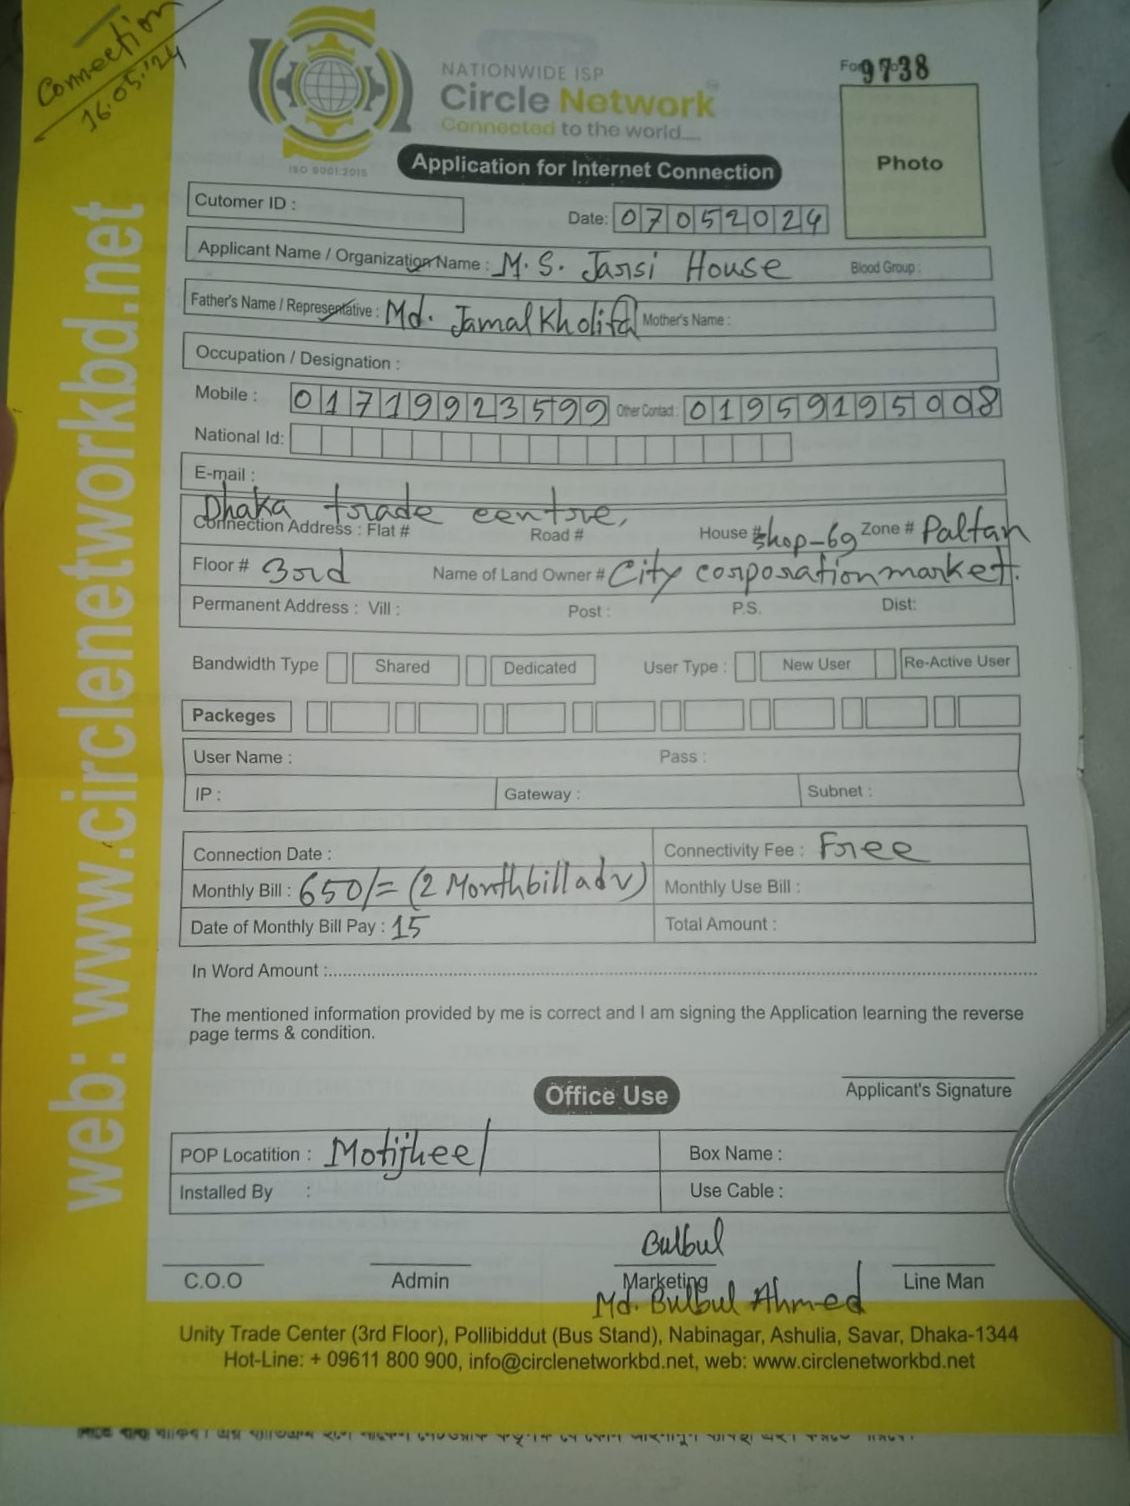 Connection
16.05.'24
NATIONWIDE ISP
Circle Network
Connected to the world....
ISO 9001:2015
9738
Photo
Application for Internet Connection
Cutomer ID :
Date: 07052024
Applicant Name / Organization Name : M.S. Jarsi House Blood Group :
Father's Name / Representative : Md. Jamal Kholifa Mother's Name :
Occupation / Designation :
Mobile : 01719923599 Other Contact : 01959195008
National Id:
E-mail :
Dhaka trade centre,
Connection Address : Flat # Road # House # shop-69 Zone # Paltan
Floor # 3rd Name of Land Owner # City corporation market.
Permanent Address : Vill : Post : P.S. Dist:
Bandwidth Type Shared Dedicated User Type : New User Re-Active User
Packeges
User Name : Pass :
IP : Gateway : Subnet :
Connection Date : Connectivity Fee : Free
Monthly Bill : 650/= (2 Month bill adv) Monthly Use Bill :
Date of Monthly Bill Pay : 15 Total Amount :
In Word Amount :
The mentioned information provided by me is correct and I am signing the Application learning the reverse
page terms & condition.
Applicant's Signature
Office Use
POP Locatition : Motijheel Box Name :
Installed By : Use Cable :
Bulbul
C.O.O Admin Marketing Line Man
Md. Bulbul Ahmed
Unity Trade Center (3rd Floor), Pollibiddut (Bus Stand), Nabinagar, Ashulia, Savar, Dhaka-1344
Hot-Line: + 09611 800 900, info@circlenetworkbd.net, web: www.circlenetworkbd.net
web: www.circlenetworkbd.net